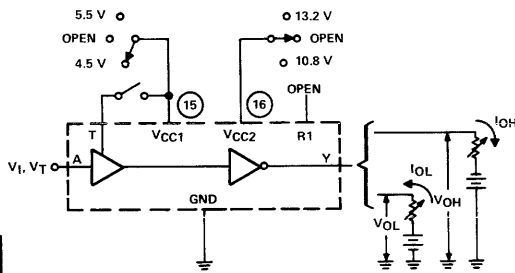 5.5 V
OPEN
4.5 V
13.2 V
OPEN
10.8 V
OPEN
15
16
T
VCC1
VCC2
R1
VI, VT
A
Y
GND
IOH
IOL
VOH
VOL